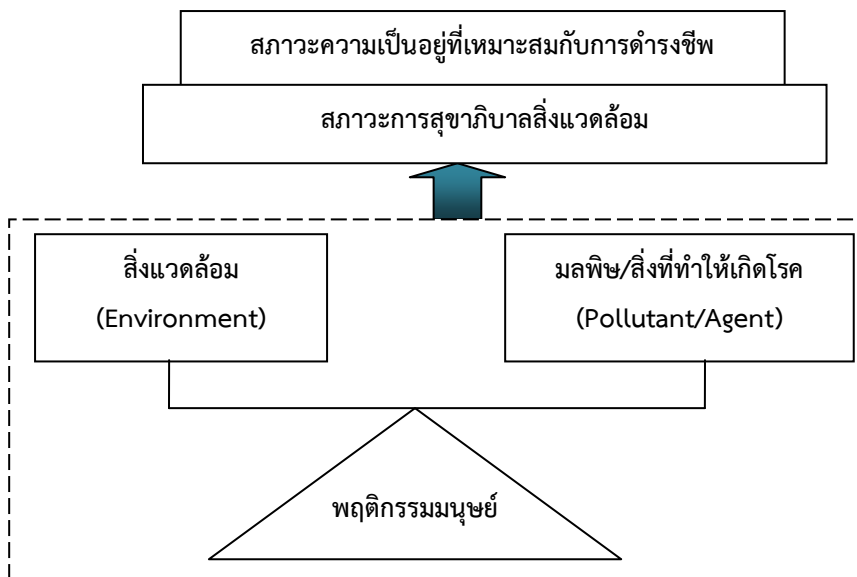 สภาวะความเป็นอยู่ที่เหมาะสมกับการดำรงชีพ
สภาวะการสุขาภิบาลสิ่งแวดล้อม
สิ่งแวดล้อม
(Environment)
มลพิษ/สิ่งที่ทำให้เกิดโรค
(Pollutant/Agent)
พฤติกรรมมนุษย์